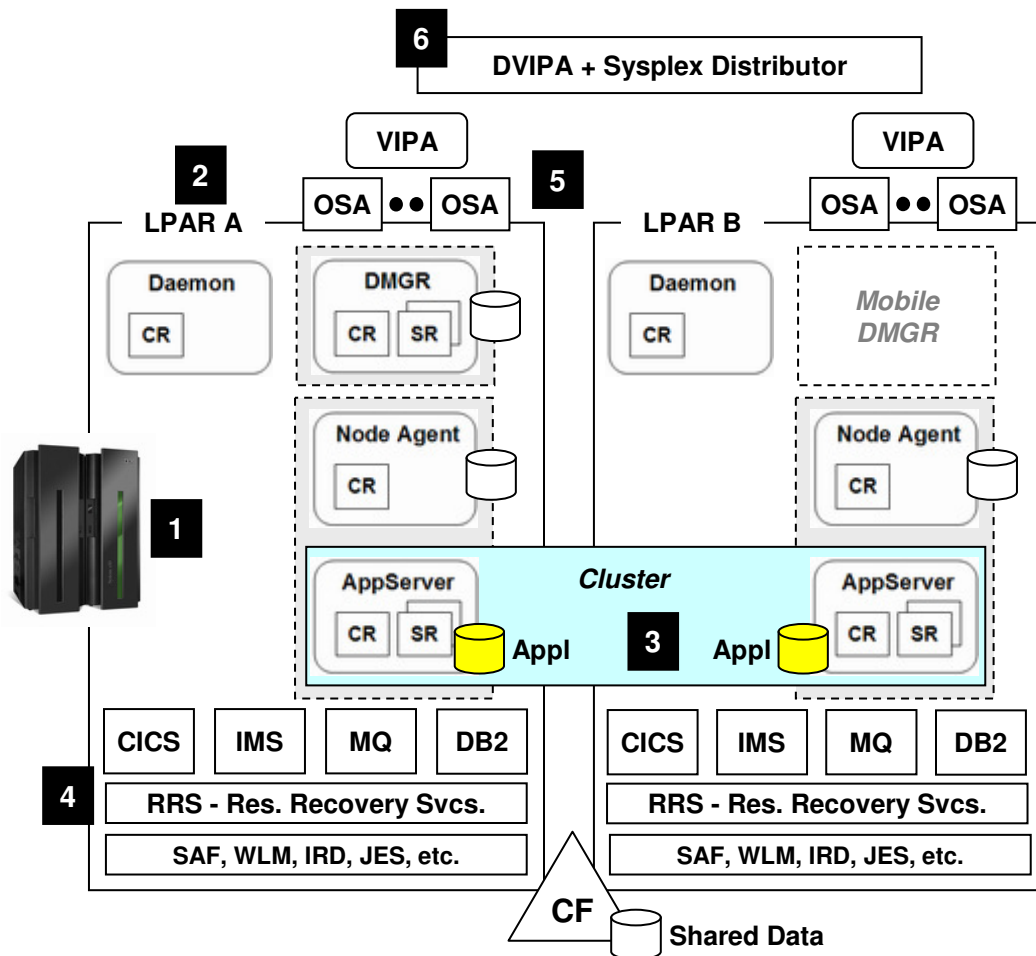 6
DVIPA + Sysplex Distributor
VIPA
VIPA
2
5
OSA
OSA
OSA
OSA
LPAR A
LPAR B
Daemon
CR
DMGR
CR
SR
Daemon
CR
Mobile
DMGR
Node Agent
CR
Node Agent
CR
1
AppServer
CR
SR
Appl
Cluster
3
Appl
AppServer
CR
SR
CICS
IMS
MQ
DB2
CICS
IMS
MQ
DB2
4
RRS - Res. Recovery Svcs.
RRS - Res. Recovery Svcs.
SAF, WLM, IRD, JES, etc.
SAF, WLM, IRD, JES, etc.
CF
Shared Data